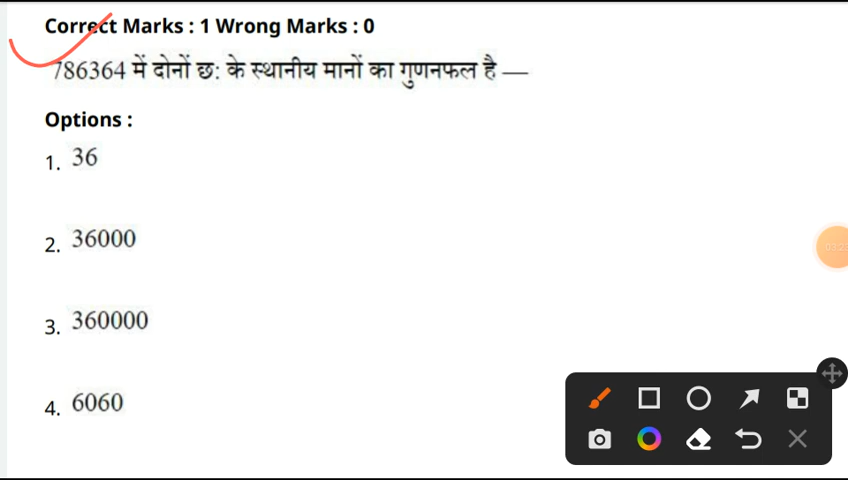 Correct Marks : 1 Wrong Marks : 0
786364 में दोनों छ: के स्थानीय मानों का गुणनफल है —
Options :
1. 36
2. 36000
3. 360000
4. 6060